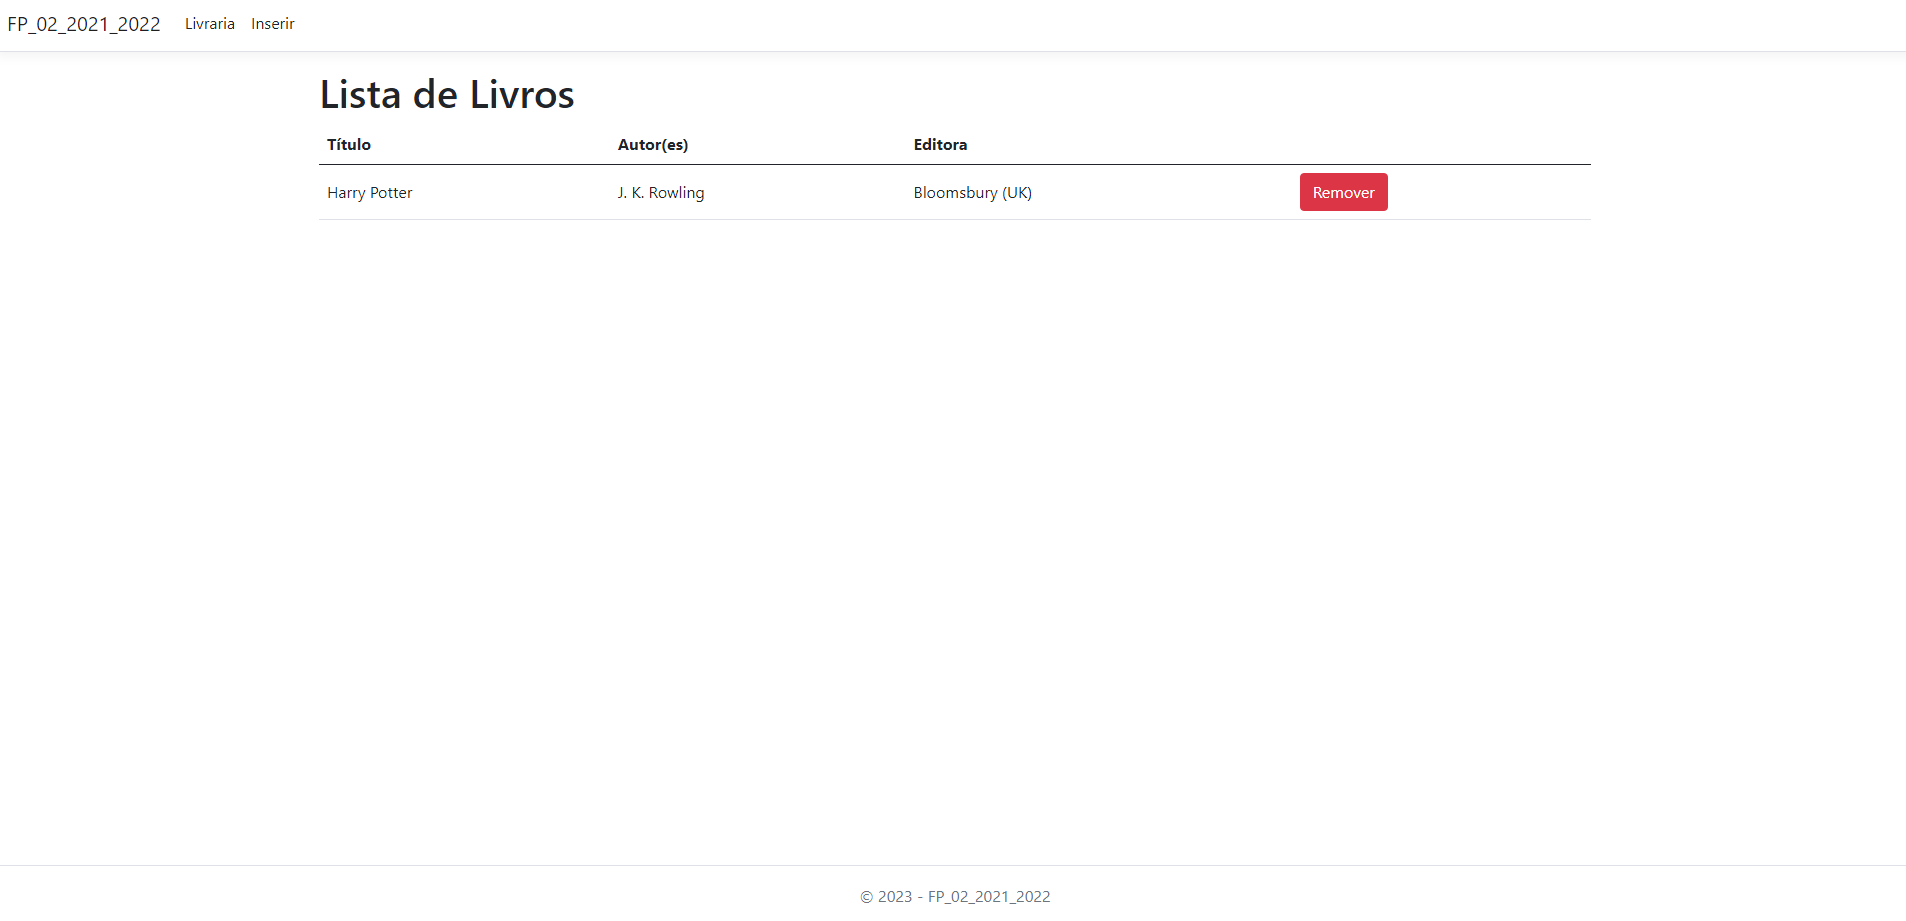 FP_02_2021_2022 Livraria Inserir
Lista de Livros
Título Autor(es) Editora
Harry Potter J. K. Rowling Bloomsbury (UK) Remover
© 2023 - FP_02_2021_2022